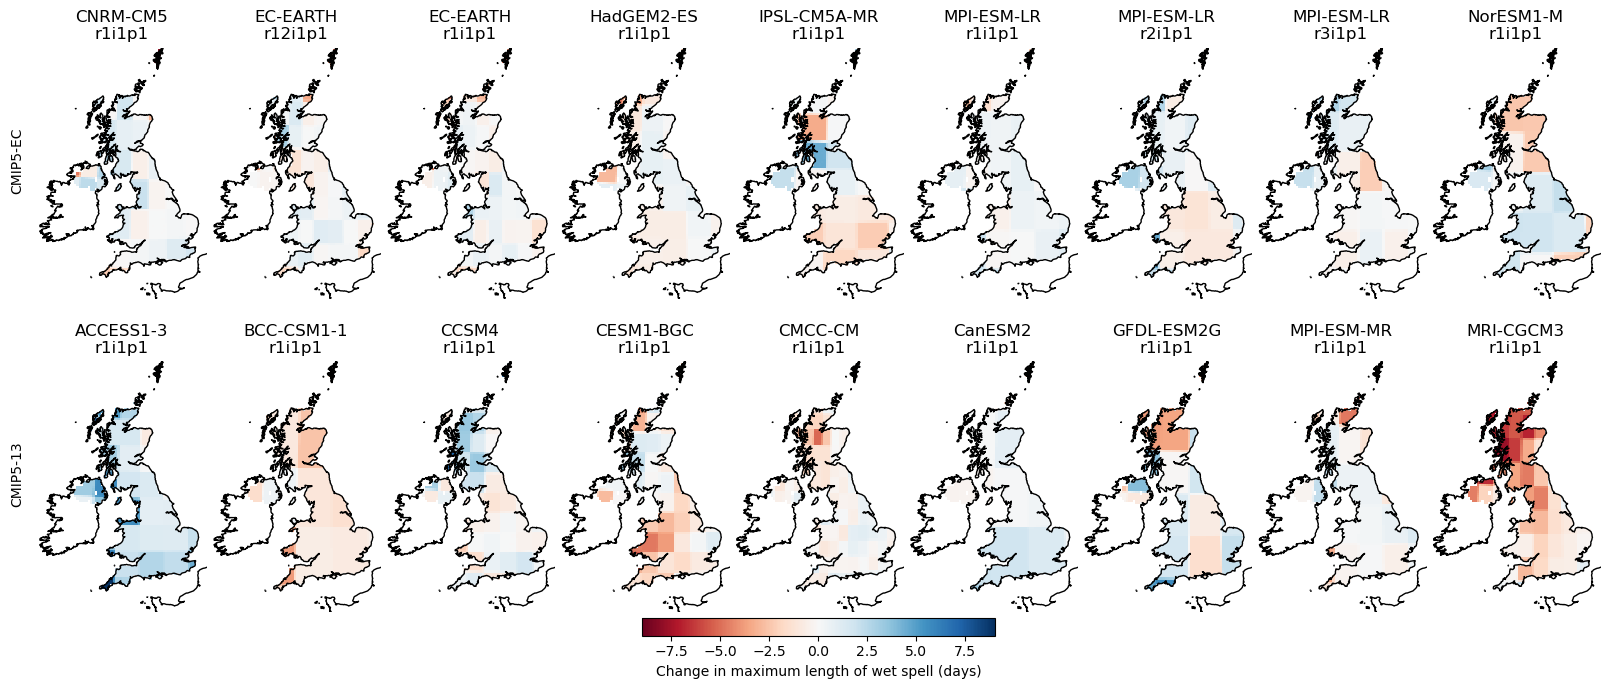 CNRM-CM5
r1i1p1
EC-EARTH
r12i1p1
EC-EARTH
r1i1p1
HadGEM2-ES
r1i1p1
IPSL-CM5A-MR
r1i1p1
MPI-ESM-LR
r1i1p1
MPI-ESM-LR
r2i1p1
MPI-ESM-LR
r3i1p1
NorESM1-M
r1i1p1
CMIP5-EC
ACCESS1-3
r1i1p1
BCC-CSM1-1
r1i1p1
CCSM4
r1i1p1
CESM1-BGC
r1i1p1
CMCC-CM
r1i1p1
CanESM2
r1i1p1
GFDL-ESM2G
r1i1p1
MPI-ESM-MR
r1i1p1
MRI-CGCM3
r1i1p1
CMIP5-13
−7.5 −5.0 −2.5 0.0 2.5 5.0 7.5
Change in maximum length of wet spell (days)